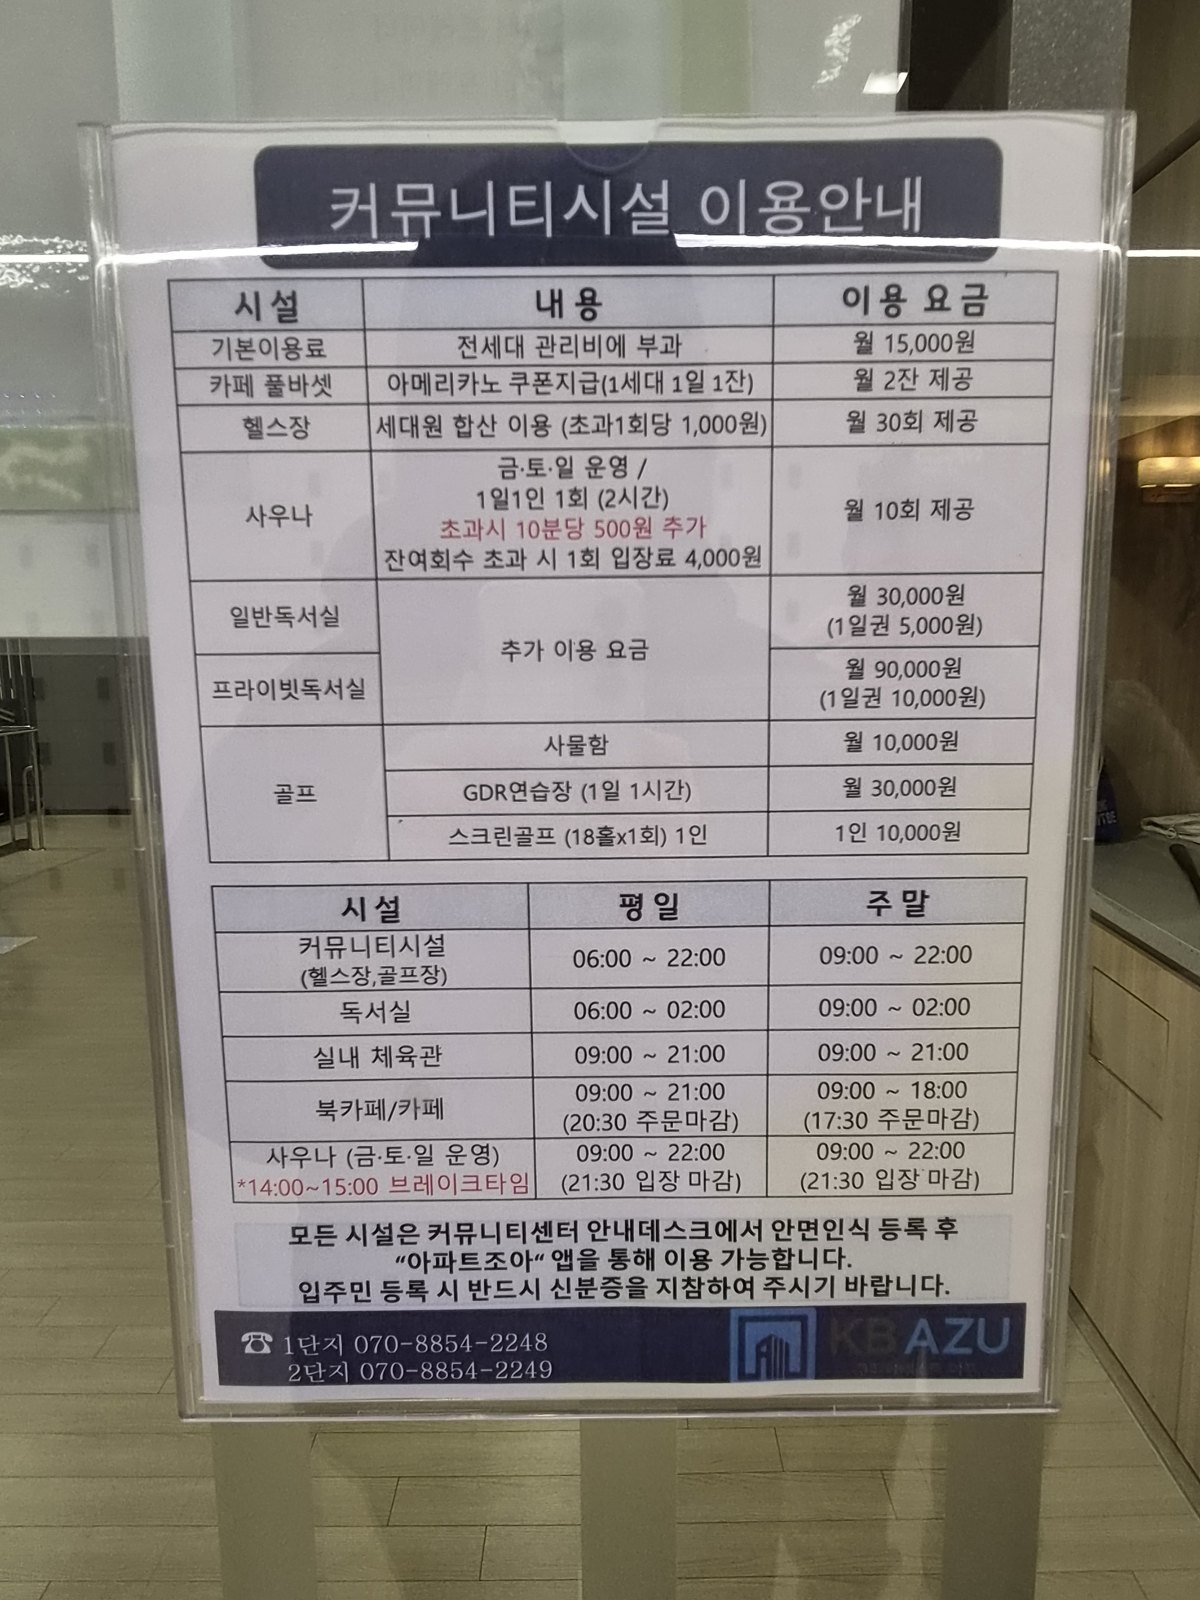 커뮤니티시설 이용안내
시설 내용 이용 요금
기본이용료 전세대 관리비에 부과 월 15,000원
카페 풀바셋 아메리카노 쿠폰지급(1세대 1일 1잔) 월 2잔 제공
헬스장 세대원 합산 이용 (초과1회당 1,000원) 월 30회 제공
사우나
금·토·일 운영 /
1일1인 1회 (2시간)
초과시 10분당 500원 추가
잔여회수 초과 시 1회 입장료 4,000원
월 10회 제공
일반독서실
추가 이용 요금
월 30,000원
(1일권 5,000원)
프라이빗독서실
월 90,000원
(1일권 10,000원)
골프
사물함 월 10,000원
GDR연습장 (1일 1시간) 월 30,000원
스크린골프 (18홀x1회) 1인 1인 10,000원
시설 평일 주말
커뮤니티시설
(헬스장,골프장)
06:00 ~ 22:00 09:00 ~ 22:00
독서실 06:00 ~ 02:00 09:00 ~ 02:00
실내 체육관 09:00 ~ 21:00 09:00 ~ 21:00
북카페/카페
09:00 ~ 21:00
(20:30 주문마감)
09:00 ~ 18:00
(17:30 주문마감)
사우나 (금·토·일 운영)
*14:00~15:00 브레이크타임
09:00 ~ 22:00
(21:30 입장 마감)
09:00 ~ 22:00
(21:30 입장 마감)
모든 시설은 커뮤니티센터 안내데스크에서 안면인식 등록 후
“아파트조아“ 앱을 통해 이용 가능합니다.
입주민 등록 시 반드시 신분증을 지참하여 주시기 바랍니다.
☎ 1단지 070-8854-2248
2단지 070-8854-2249
KB AZU